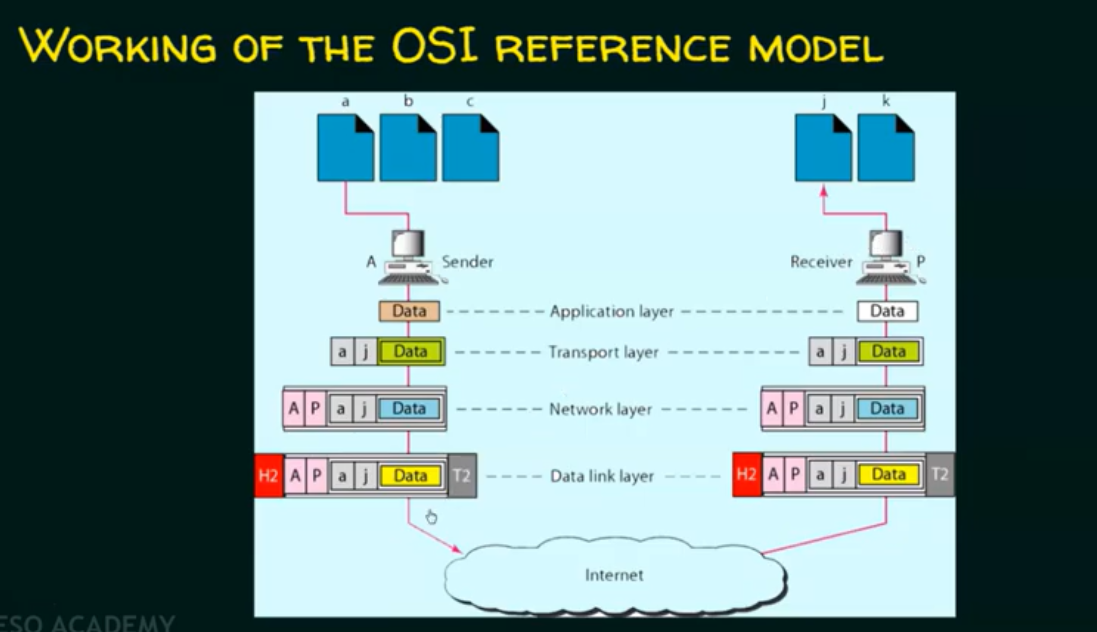 WORKING OF THE OSI REFERENCE MODEL
a b c j k
A Sender Receiver P
Data Application layer Data
a j Data Transport layer a j Data
A P a j Data Network layer A P a j Data
H2 A P a j Data T2 Data link layer H2 A P a j Data T2
Internet
ESO ACADEMY